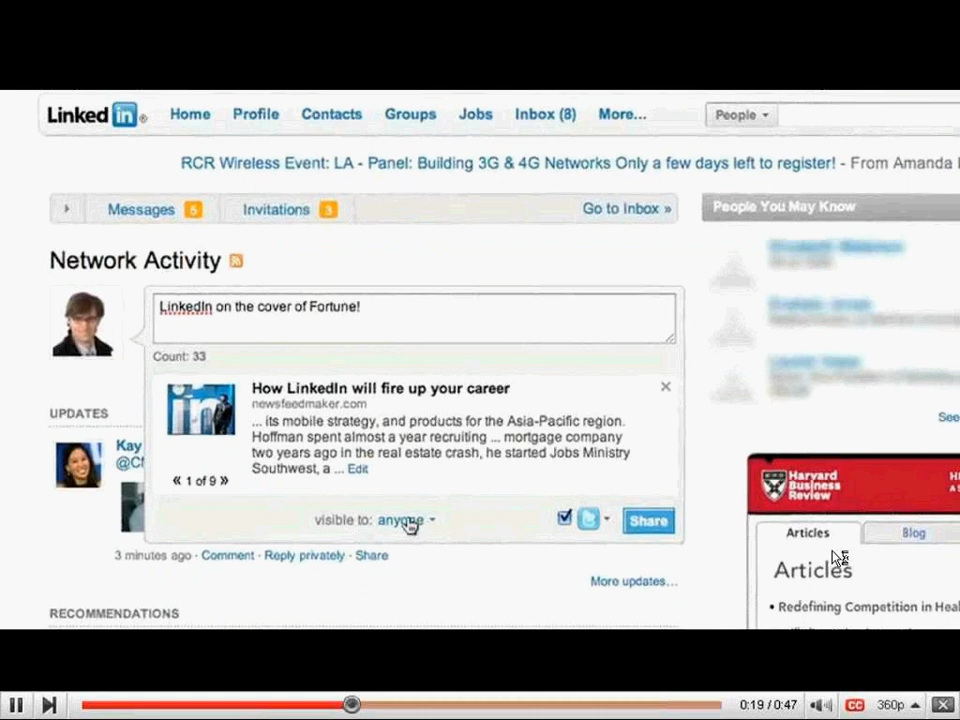 Linked in
Home Profile Contacts Groups Jobs Inbox (8) More... People
RCR Wireless Event: LA - Panel: Building 3G & 4G Networks Only a few days left to register! - From Amanda
Messages 5 Invitations 3 Go to Inbox »
People You May Know
Network Activity
LinkedIn on the cover of Fortune!
Count: 33
How LinkedIn will fire up your career
newsfeedmaker.com
... its mobile strategy, and products for the Asia-Pacific region.
Hoffman spent almost a year recruiting ... mortgage company
two years ago in the real estate crash, he started Jobs Ministry
Southwest, a ... Edit
« 1 of 9 »
in
UPDATES
Kay
@Ch
visible to: anyone
Share
3 minutes ago · Comment · Reply privately · Share
More updates...
RECOMMENDATIONS
See
Harvard
Business
Review
Articles Blog
Articles
• Redefining Competition in Heal
0:19 / 0:47 CC 360p